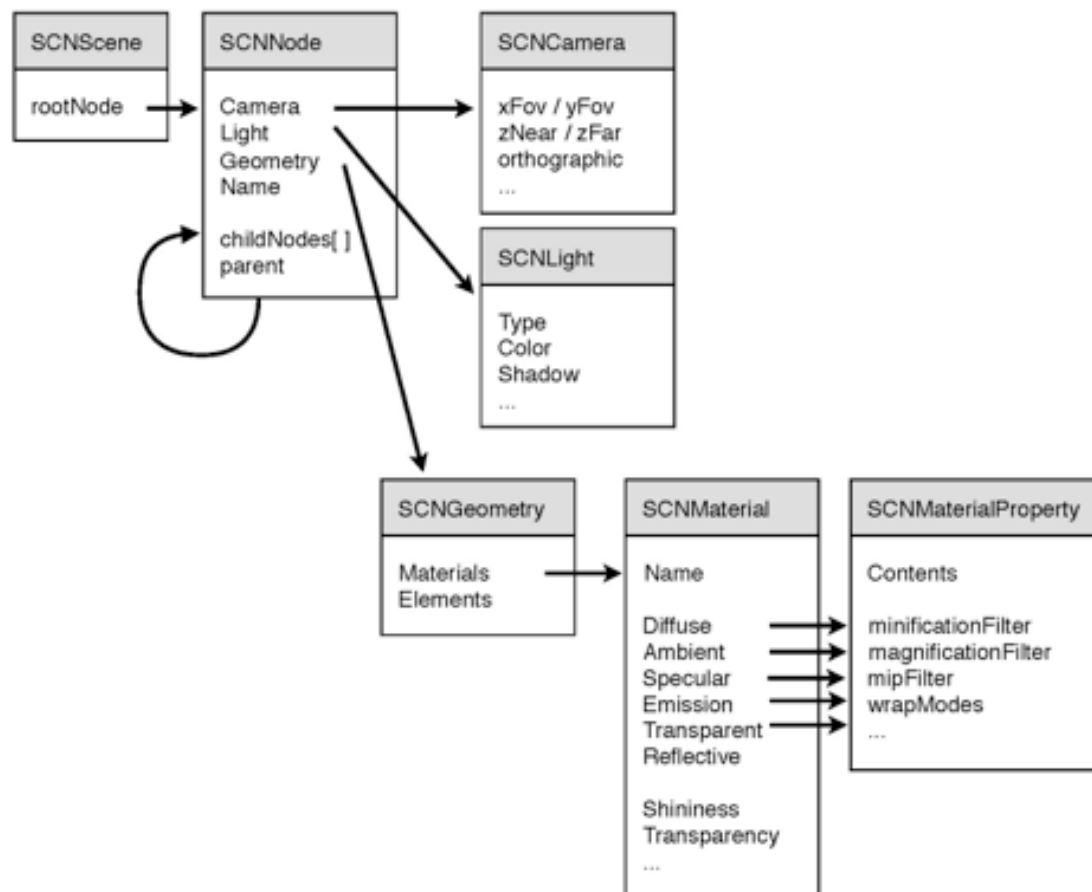 SCNScene
rootNode
SCNNode
Camera
Light
Geometry
Name
childNodes[ ]
parent
SCNCamera
xFov / yFov
zNear / zFar
orthographic
...
SCNLight
Type
Color
Shadow
...
SCNGeometry
Materials
Elements
SCNMaterial
Name
Diffuse
Ambient
Specular
Emission
Transparent
Reflective
Shininess
Transparency
...
SCNMaterialProperty
Contents
minificationFilter
magnificationFilter
mipFilter
wrapModes
...